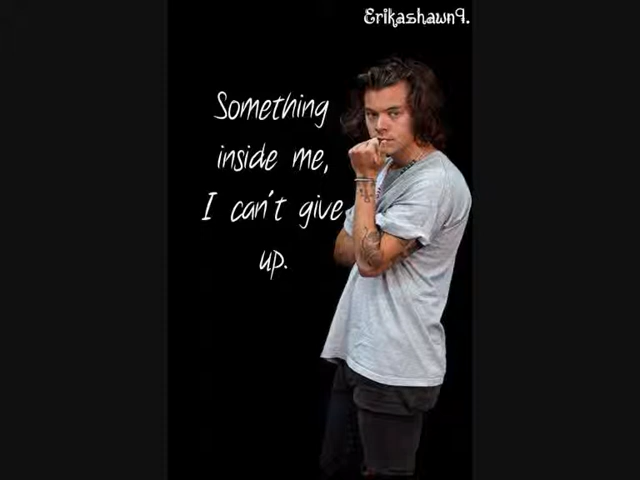 Erikashawn9.
Something
inside me,
I can't give
up.